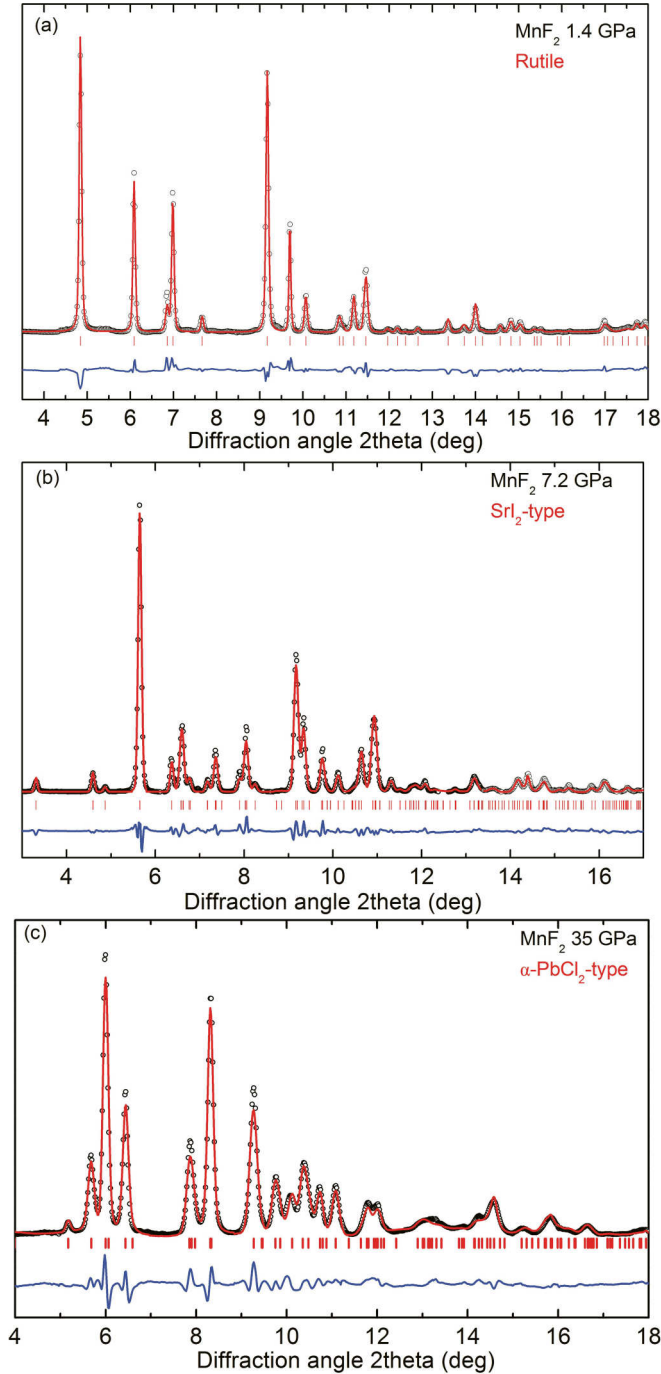 (a)
MnF₂ 1.4 GPa
Rutile
4 5 6 7 8 9 10 11 12 13 14 15 16 17 18
Diffraction angle 2theta (deg)
(b)
MnF₂ 7.2 GPa
SrI₂-type
4 6 8 10 12 14 16
Diffraction angle 2theta (deg)
(c)
MnF₂ 35 GPa
α-PbCl₂-type
4 6 8 10 12 14 16 18
Diffraction angle 2theta (deg)